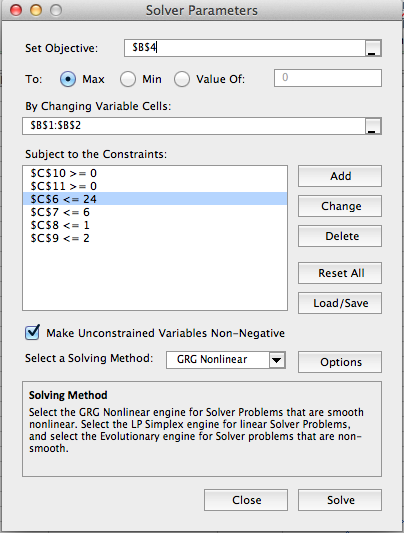 Solver Parameters
Set Objective: $B$4
To: Max Min Value Of: 0
By Changing Variable Cells:
$B$1:$B$2
Subject to the Constraints:
$C$10 >= 0
$C$11 >= 0
$C$6 <= 24
$C$7 <= 6
$C$8 <= 1
$C$9 <= 2
Add
Change
Delete
Reset All
Load/Save
Make Unconstrained Variables Non-Negative
Select a Solving Method: GRG Nonlinear Options
Solving Method
Select the GRG Nonlinear engine for Solver Problems that are smooth
nonlinear. Select the LP Simplex engine for linear Solver Problems,
and select the Evolutionary engine for Solver problems that are non-
smooth.
Close Solve